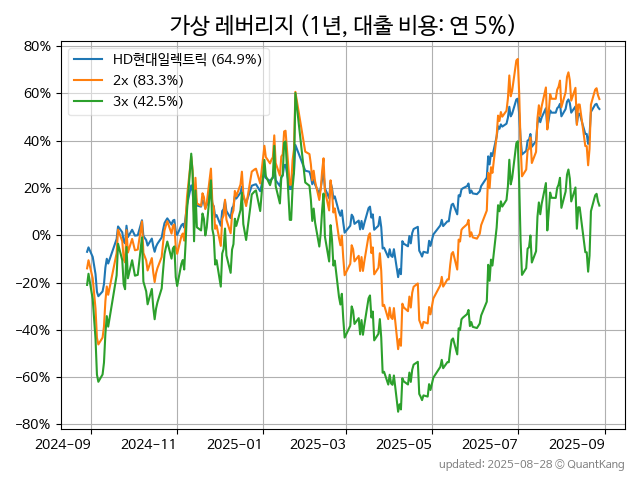 가상 레버리지 (1년, 대출 비용: 연 5%)
HD현대일렉트릭 (64.9%)
2x (83.3%)
3x (42.5%)
80%
60%
40%
20%
0%
−20%
−40%
−60%
−80%
2024-09 2024-11 2025-01 2025-03 2025-05 2025-07 2025-09
updated: 2025-08-28 © QuantKang